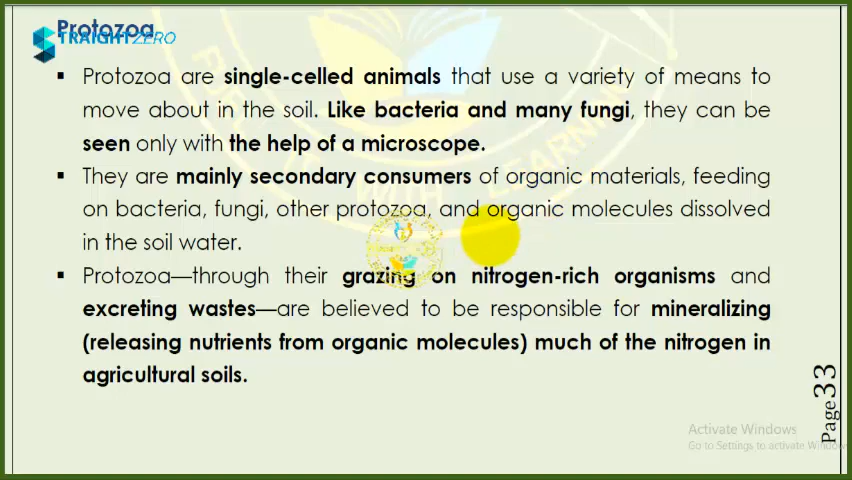 Protozoa
STRAIGHTZERO
▪ Protozoa are single-celled animals that use a variety of means to
move about in the soil. Like bacteria and many fungi, they can be
seen only with the help of a microscope.
▪ They are mainly secondary consumers of organic materials, feeding
on bacteria, fungi, other protozoa, and organic molecules dissolved
in the soil water.
▪ Protozoa—through their grazing on nitrogen-rich organisms and
excreting wastes—are believed to be responsible for mineralizing
(releasing nutrients from organic molecules) much of the nitrogen in
agricultural soils.
Page33
Activate Windows
Go to Settings to activate Windows